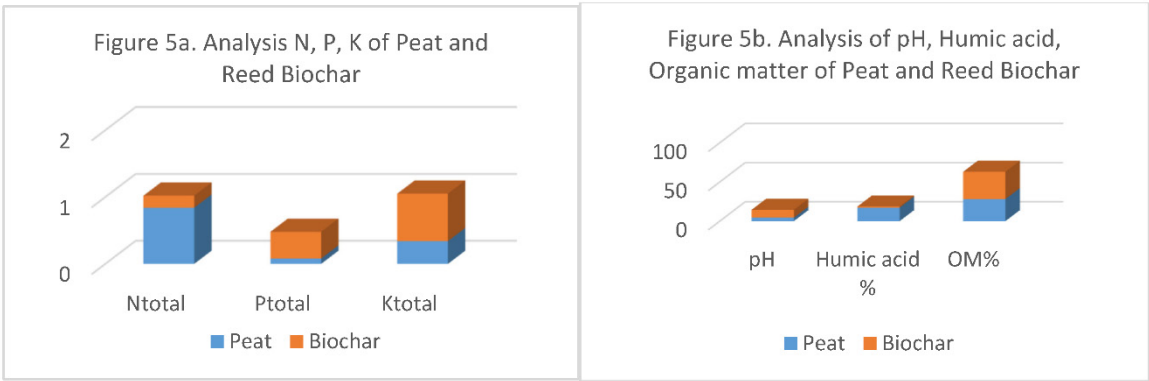 Figure 5a. Analysis N, P, K of Peat and
Reed Biochar
2
1
0
Ntotal Ptotal Ktotal
Peat Biochar
Figure 5b. Analysis of pH, Humic acid,
Organic matter of Peat and Reed Biochar
100
50
0
pH Humic acid OM%
%
Peat Biochar